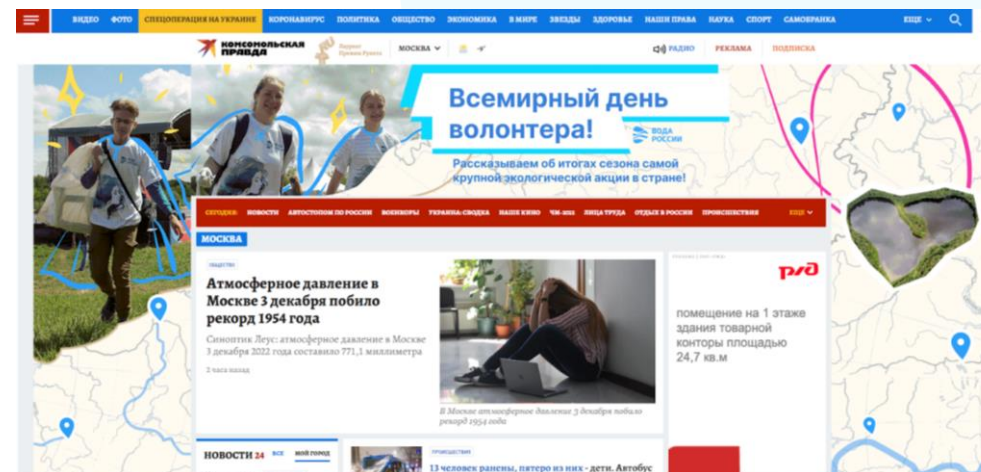 ВИДЕО ФОТО СПЕЦОПЕРАЦИЯ НА УКРАИНЕ КОРОНАВИРУС ПОЛИТИКА ОБЩЕСТВО ЭКОНОМИКА В МИРЕ ЗВЕЗДЫ ЗДОРОВЬЕ НАШИ ПРАВА НАУКА СПОРТ САМОБРАНКА ЕЩЕ
КОМСОМОЛЬСКАЯ
ПРАВДА
Лауреат
Премии Рунета
МОСКВА
РАДИО РЕКЛАМА ПОДПИСКА
Всемирный день
волонтера!
ВОДА
РОССИИ
Рассказываем об итогах сезона самой
крупной экологической акции в стране!
СЕГОДНЯ: НОВОСТИ АВТОСТОПОМ ПО РОССИИ ВОЕНКОРЫ УКРАИНА: СВОДКА НАШЕ КИНО ЧМ-2022 ЛИЦА ТРУДА ОТДЫХ В РОССИИ ПРОИСШЕСТВИЯ ЕЩЕ
МОСКВА
ОБЩЕСТВО
Атмосферное давление в
Москве 3 декабря побило
рекорд 1954 года
Синоптик Леус: атмосферное давление в Москве
3 декабря 2022 года составило 771,1 миллиметра
2 часа назад
В Москве атмосферное давление 3 декабря побило
рекорд 1954 года
ржд
помещение на 1 этаже
здания товарной
конторы площадью
24,7 кв.м
НОВОСТИ 24 ВСЕ МОЙ ГОРОД
ПРОИСШЕСТВИЯ
13 человек ранены, пятеро из них - дети. Автобус